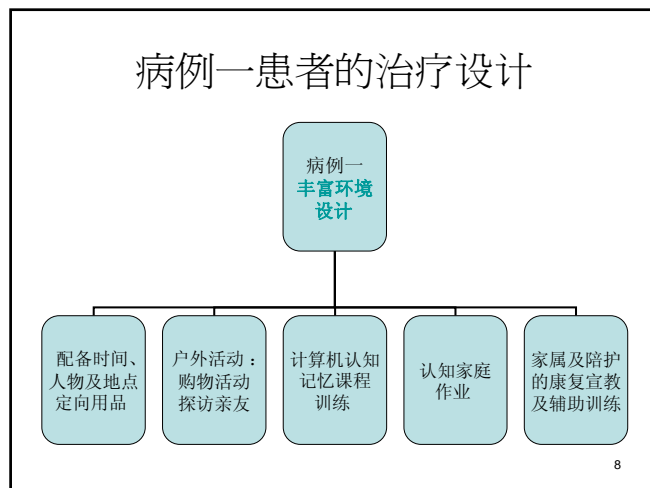 病例一患者的治疗设计
病例一
丰富环境
设计
配备时间、
人物及地点
定向用品
户外活动：
购物活动
探访亲友
计算机认知
记忆课程
训练
认知家庭
作业
家属及陪护
的康复宣教
及辅助训练
8